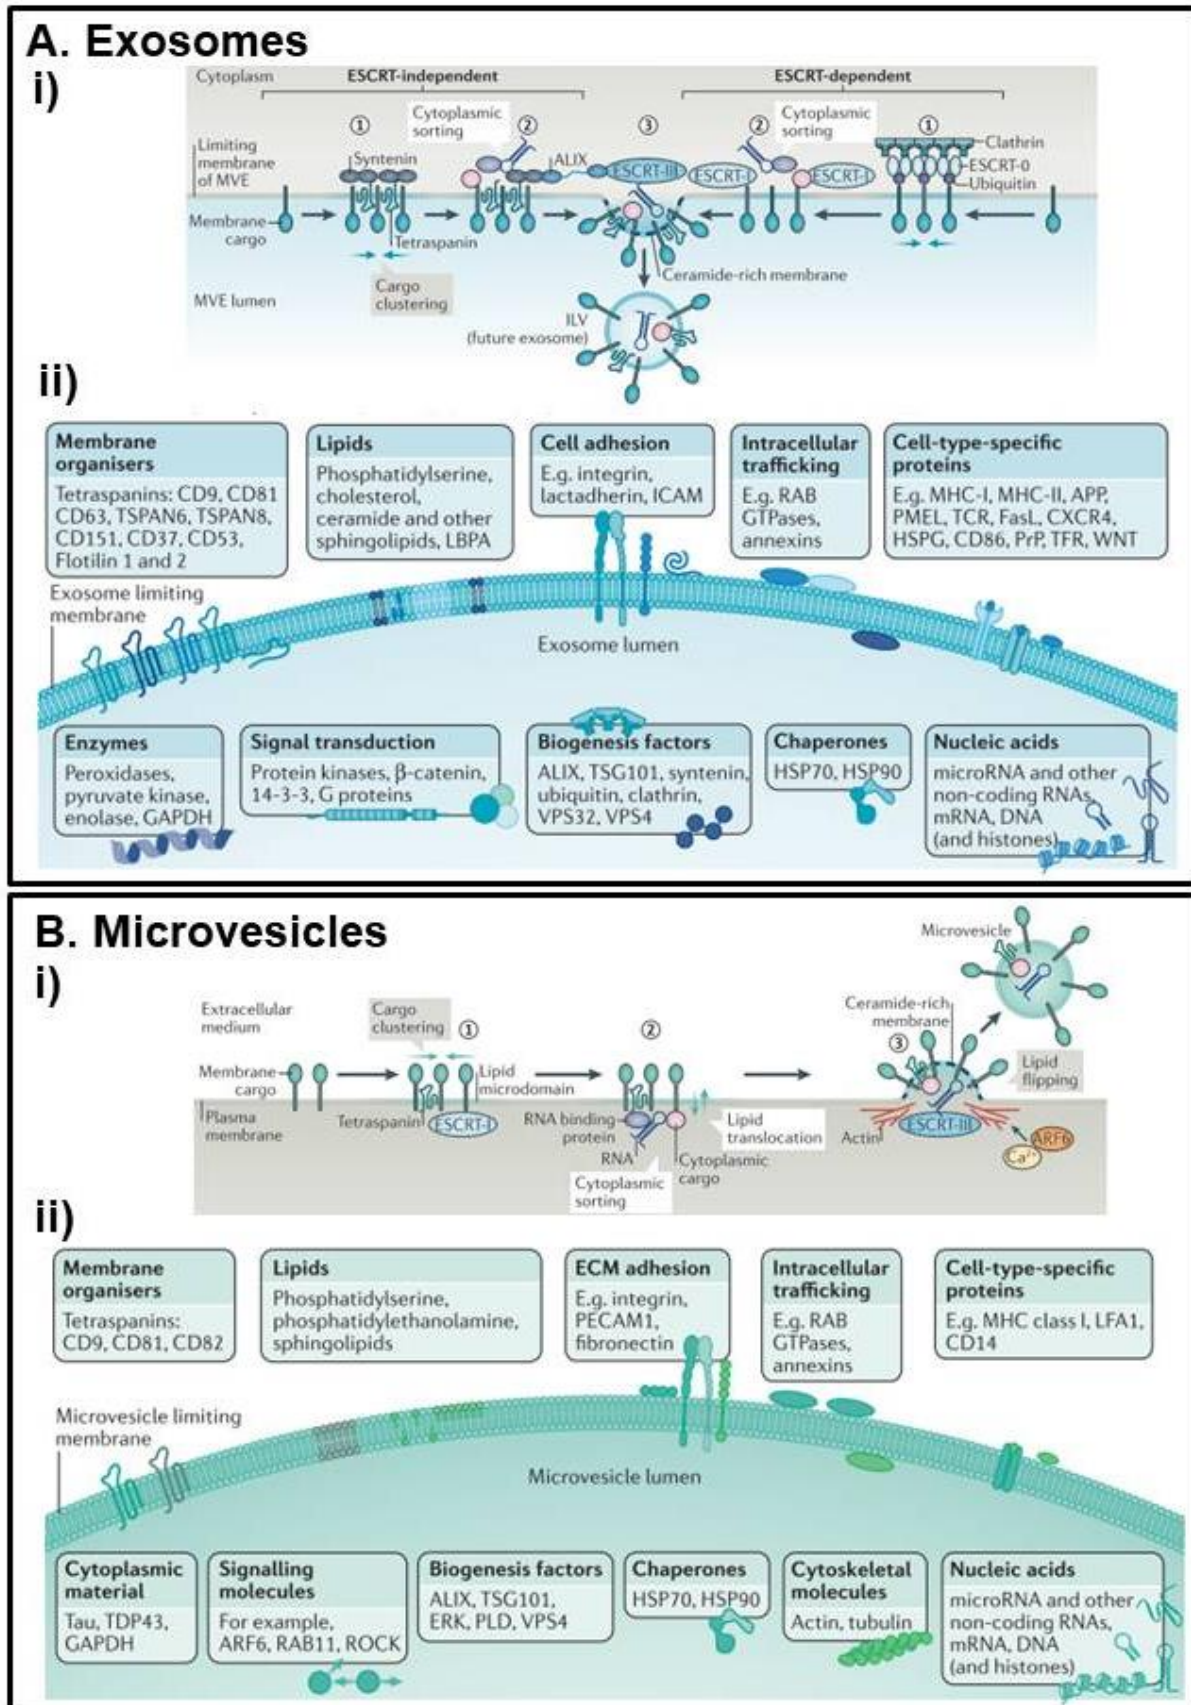 A. Exosomes
i)
Cytoplasm
ESCRT-independent
ESCRT-dependent
①
Cytoplasmic
sorting
②
③
②
Cytoplasmic
sorting
①
Limiting
membrane
of MVE
Syntenin
ALIX
ESCRT-III
ESCRT-I
ESCRT-I
Clathrin
ESCRT-0
Ubiquitin
Membrane
cargo
Tetraspanin
Cargo
clustering
Ceramide-rich membrane
MVE lumen
ILV
(future exosome)
ii)
Membrane
organisers
Tetraspanins: CD9, CD81
CD63, TSPAN6, TSPAN8,
CD151, CD37, CD53,
Flotilin 1 and 2
Lipids
Phosphatidylserine,
cholesterol,
ceramide and other
sphingolipids, LBPA
Cell adhesion
E.g. integrin,
lactadherin, ICAM
Intracellular
trafficking
E.g. RAB
GTPases,
annexins
Cell-type-specific
proteins
E.g. MHC-I, MHC-II, APP,
PMEL, TCR, FasL, CXCR4,
HSPG, CD86, PrP, TFR, WNT
Exosome limiting
membrane
Exosome lumen
Enzymes
Peroxidases,
pyruvate kinase,
enolase, GAPDH
Signal transduction
Protein kinases, β-catenin,
14-3-3, G proteins
Biogenesis factors
ALIX, TSG101, syntenin,
ubiquitin, clathrin,
VPS32, VPS4
Chaperones
HSP70, HSP90
Nucleic acids
microRNA and other
non-coding RNAs,
mRNA, DNA
(and histones)
B. Microvesicles
i)
Microvesicle
Extracellular
medium
Cargo
clustering
①
②
Ceramide-rich
membrane
③
Membrane
cargo
Lipid
microdomain
Lipid
flipping
Plasma
membrane
Tetraspanin
ESCRT-I
RNA binding
protein
RNA
Lipid
translocation
Cytoplasmic
cargo
Cytoplasmic
sorting
Actin
ESCRT-III
ARF6
Ca²⁺
ii)
Membrane
organisers
Tetraspanins:
CD9, CD81, CD82
Lipids
Phosphatidylserine,
phosphatidylethanolamine,
sphingolipids
ECM adhesion
E.g. integrin,
PECAM1,
fibronectin
Intracellular
trafficking
E.g. RAB
GTPases,
annexins
Cell-type-specific
proteins
E.g. MHC class I, LFA1,
CD14
Microvesicle limiting
membrane
Microvesicle lumen
Cytoplasmic
material
Tau, TDP43,
GAPDH
Signalling
molecules
For example,
ARF6, RAB11, ROCK
Biogenesis factors
ALIX, TSG101,
ERK, PLD, VPS4
Chaperones
HSP70, HSP90
Cytoskeletal
molecules
Actin, tubulin
Nucleic acids
microRNA and other
non-coding RNAs,
mRNA, DNA
(and histones)